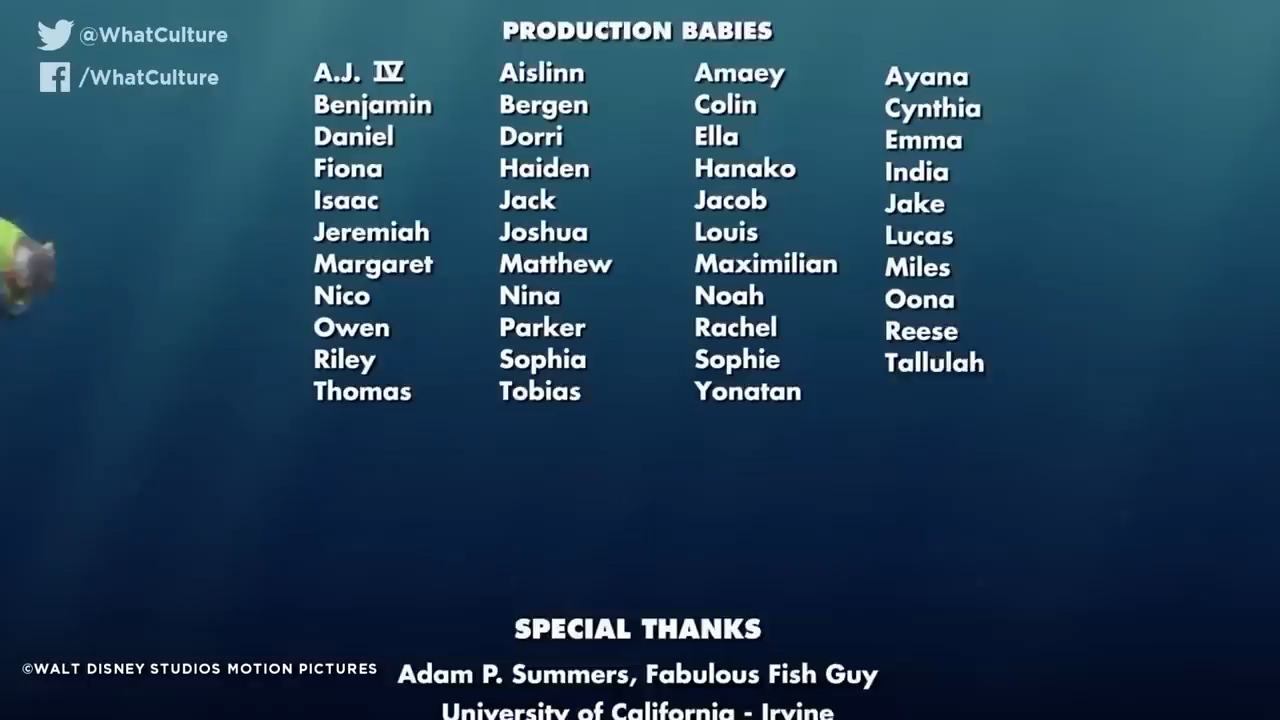 @WhatCulture
/WhatCulture
PRODUCTION BABIES
A.J. IV
Benjamin
Daniel
Fiona
Isaac
Jeremiah
Margaret
Nico
Owen
Riley
Thomas
Aislinn
Bergen
Dorri
Haiden
Jack
Joshua
Matthew
Nina
Parker
Sophia
Tobias
Amaey
Colin
Ella
Hanako
Jacob
Louis
Maximilian
Noah
Rachel
Sophie
Yonatan
Ayana
Cynthia
Emma
India
Jake
Lucas
Miles
Oona
Reese
Tallulah
SPECIAL THANKS
©WALT DISNEY STUDIOS MOTION PICTURES
Adam P. Summers, Fabulous Fish Guy
University of California - Irvine